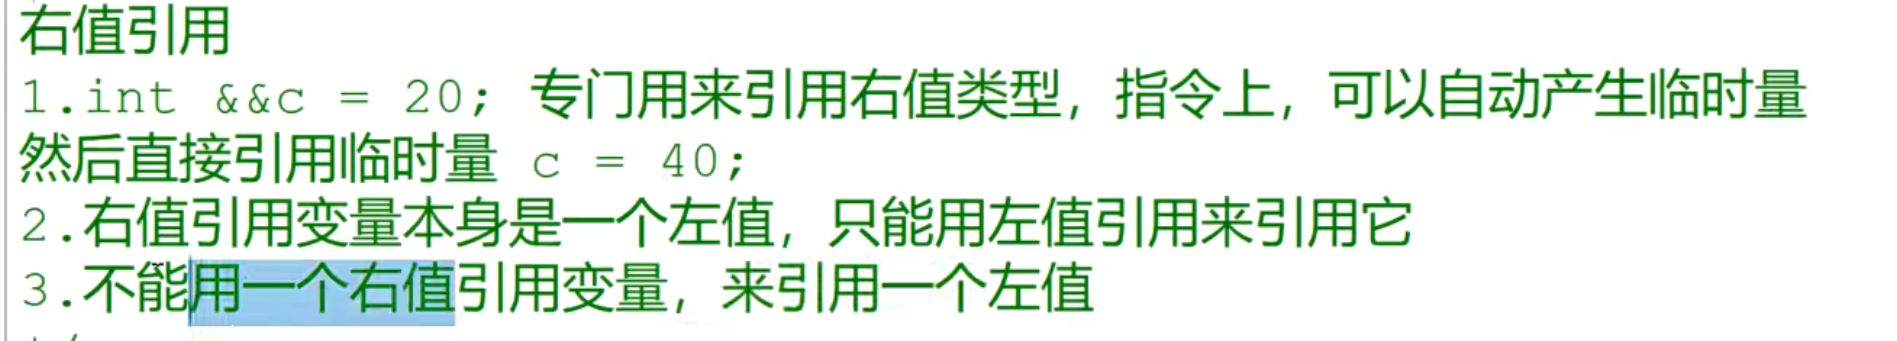 右值引用
1.int &&c = 20; 专门用来引用右值类型，指令上，可以自动产生临时量
然后直接引用临时量 c = 40;
2.右值引用变量本身是一个左值，只能用左值引用来引用它
3.不能用一个右值引用变量，来引用一个左值